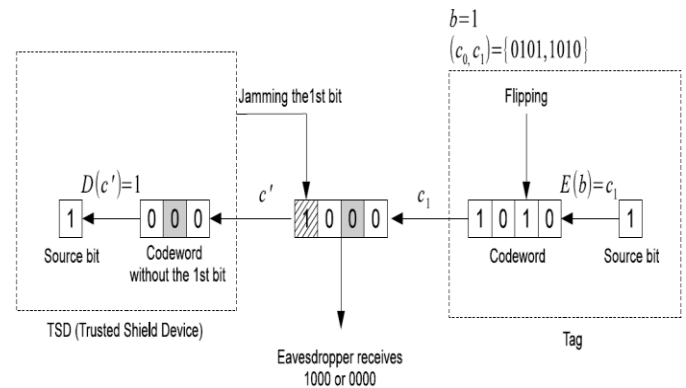 b=1
(c0,c1)={0101,1010}
Jamming the1st bit
Flipping
D(c')=1
c'
c1
E(b)=c1
1
0 0 0
1 0 0 0
1 0 1 0
1
Source bit
Codeword
without the 1st bit
Codeword
Source bit
TSD (Trusted Shield Device)
Tag
Eavesdropper receives
1000 or 0000